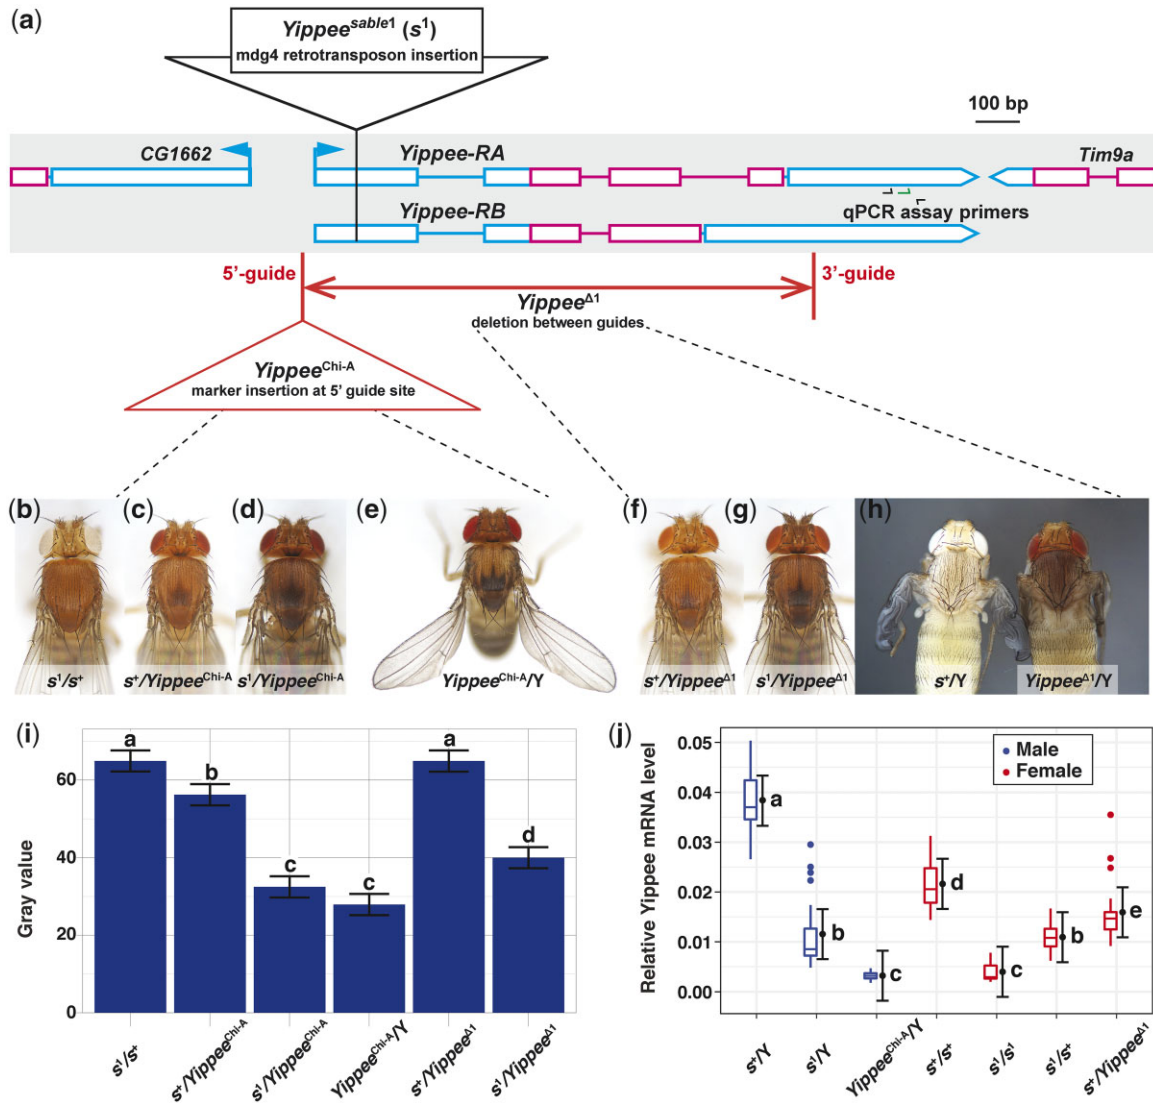 (a)
Yippee^sable1 (s^1)
mdg4 retrotransposon insertion
100 bp
CG1662
Yippee-RA
Tim9a
Yippee-RB
qPCR assay primers
5'-guide
3'-guide
Yippee^Δ1
deletion between guides
Yippee^Chi-A
marker insertion at 5' guide site
(b) (c) (d) (e) (f) (g) (h)
s^1/s^+ s^+/Yippee^Chi-A s^1/Yippee^Chi-A Yippee^Chi-A/Y s^+/Yippee^Δ1 s^1/Yippee^Δ1 s^+/Y Yippee^Δ1/Y
(i)
Gray value
60
40
20
0
a
b
c
c
a
d
s^1/s^+
s^+/Yippee^Chi-A
s^1/Yippee^Chi-A
Yippee^Chi-A/Y
s^+/Yippee^Δ1
s^1/Yippee^Δ1
(j)
Relative Yippee mRNA level
0.05
0.04
0.03
0.02
0.01
0.00
Male
Female
a
b
c
d
c
b
e
s^+/Y
s^1/Y
Yippee^Chi-A/Y
s^+/s^+
s^1/s^1
s^1/s^+
s^+/Yippee^Δ1